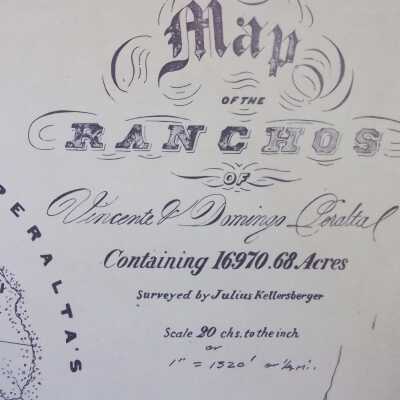 Map
OF THE
RANCHOS
OF
Vincente & Domingo Peralta
Containing 16970.68 Acres
Surveyed by Julius Kellersberger
Scale 20 chs. to the inch
or
1" = 1320' or 1/4 mi.
PERALTA'S